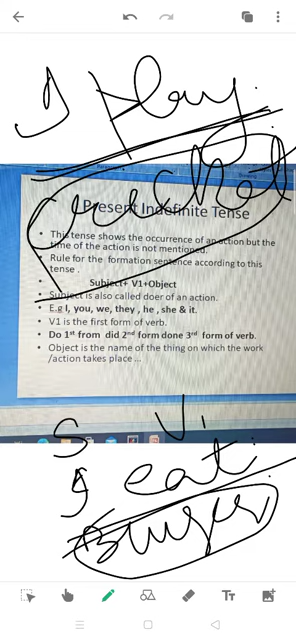 I Play
cricket
Present Indefinite Tense
• This tense shows the occurrence of an action but the
time of the action is not mentioned.
• Rule for the formation sentence according to this
tense .
• Subject+ V1+Object
• Subject is also called doer of an action.
• E.g I, you, we, they , he , she & it.
• V1 is the first form of verb.
• Do 1st from did 2nd form done 3rd form of verb.
• Object is the name of the thing on which the work
/action takes place ...
S V1
I eat
Burger
Tт